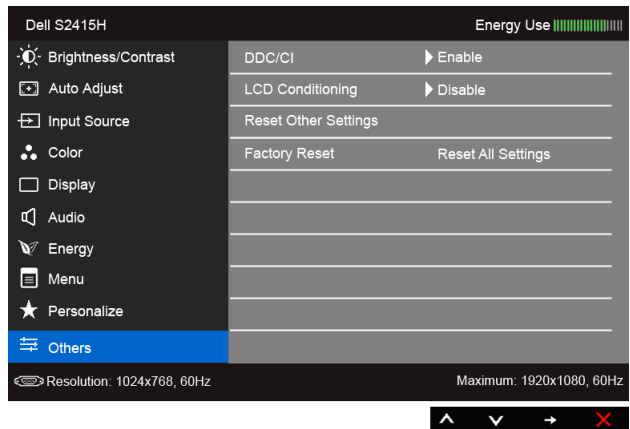 Dell S2415H Energy Use
Brightness/Contrast DDC/CI Enable
Auto Adjust LCD Conditioning Disable
Input Source Reset Other Settings
Color Factory Reset Reset All Settings
Display
Audio
Energy
Menu
Personalize
Others
Resolution: 1024x768, 60Hz Maximum: 1920x1080, 60Hz